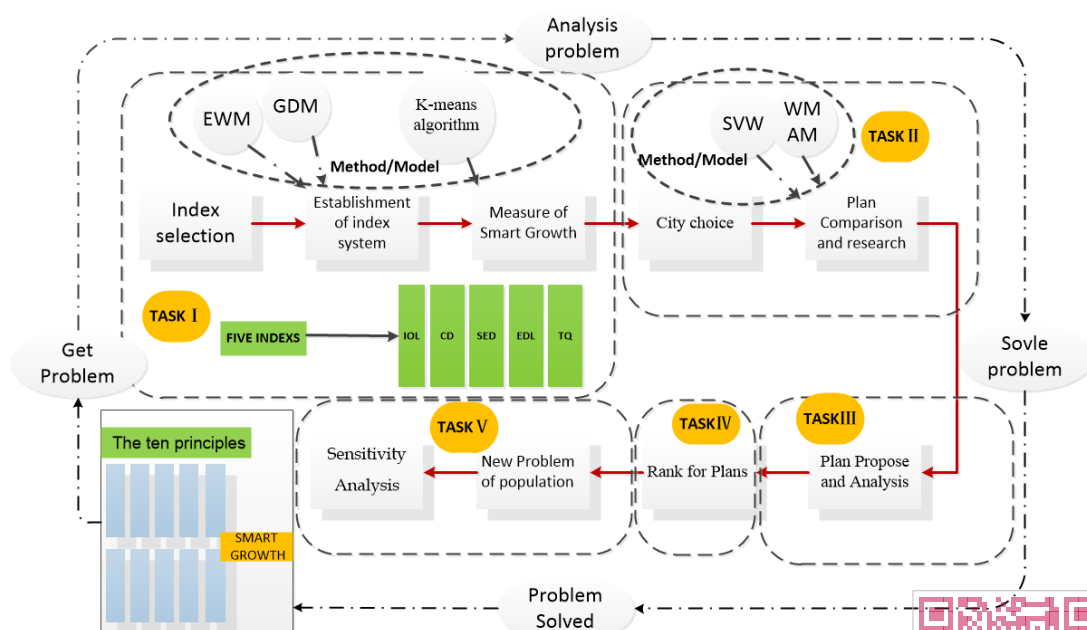 Analysis
problem
EWM
GDM
K-means
algorithm
Method/Model
SVW
WM
AM
Method/Model
TASK II
Index
selection
Establishment
of index
system
Measure of
Smart Growth
City choice
Plan
Comparison
and research
TASK I
FIVE INDEXS
IOL
CD
SED
EDL
TQ
Get
Problem
Sovle
problem
The ten principles
SMART
GROWTH
TASK V
Sensitivity
Analysis
New Problem
of population
TASKIV
Rank for Plans
TASKIII
Plan Propose
and Analysis
Problem
Solved